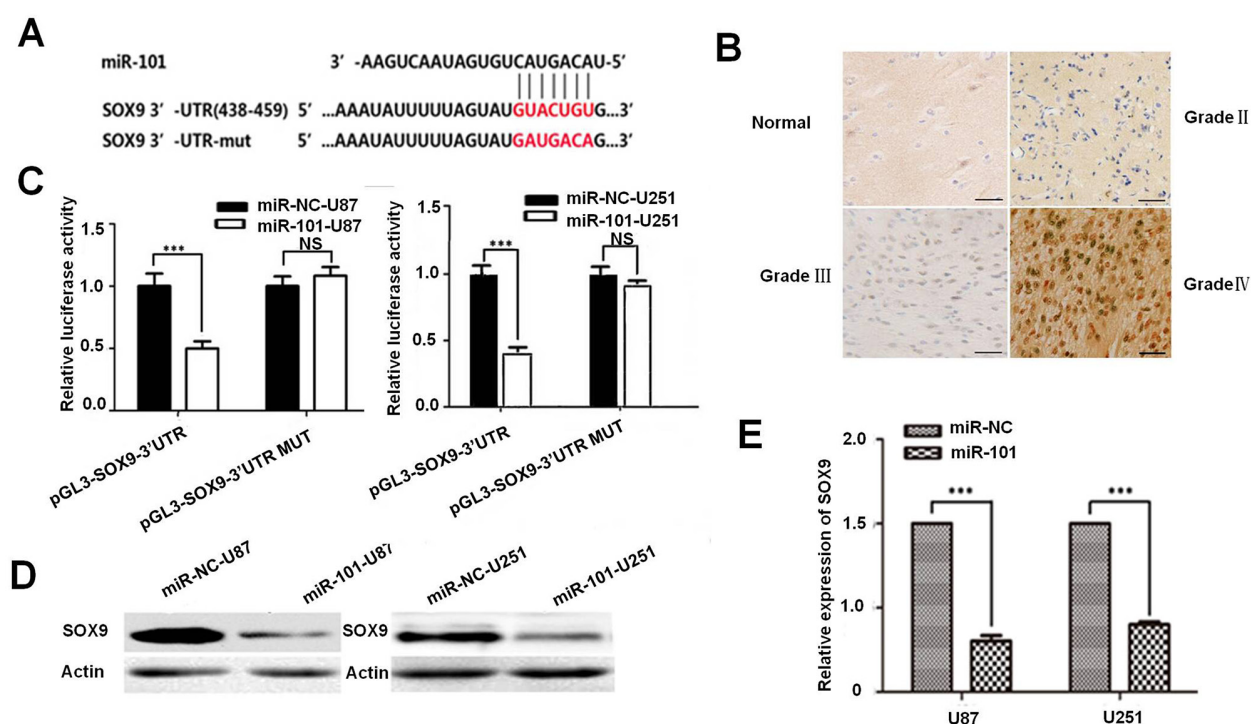 A
miR-101 3’ -AAGUCAAUAGUGUCAUGACAU-5’
SOX9 3’ -UTR(438-459) 5’ ...AAAUAUUUUUAGUAUGUACUGUG...3’
SOX9 3’ -UTR-mut 5’ ...AAAUAUUUUUAGUAUGAUGACAG...3’
B
Normal
Grade II
Grade III
Grade IV
C
miR-NC-U87
miR-101-U87
Relative luciferase activity
1.5
1.0
0.5
0.0
***
NS
pGL3-SOX9-3’UTR
pGL3-SOX9-3’UTR MUT
miR-NC-U251
miR-101-U251
Relative luciferase activity
1.5
1.0
0.5
0.0
***
NS
pGL3-SOX9-3’UTR
pGL3-SOX9-3’UTR MUT
D
miR-NC-U87
miR-101-U87
miR-NC-U251
miR-101-U251
SOX9
SOX9
Actin
Actin
E
miR-NC
miR-101
Relative expression of SOX9
2.0
1.5
1.0
0
***
***
U87
U251